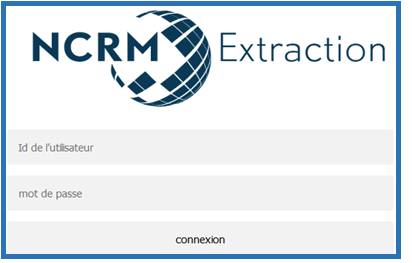 NCRM Extraction
Id de l'utilisateur
mot de passe
connexion